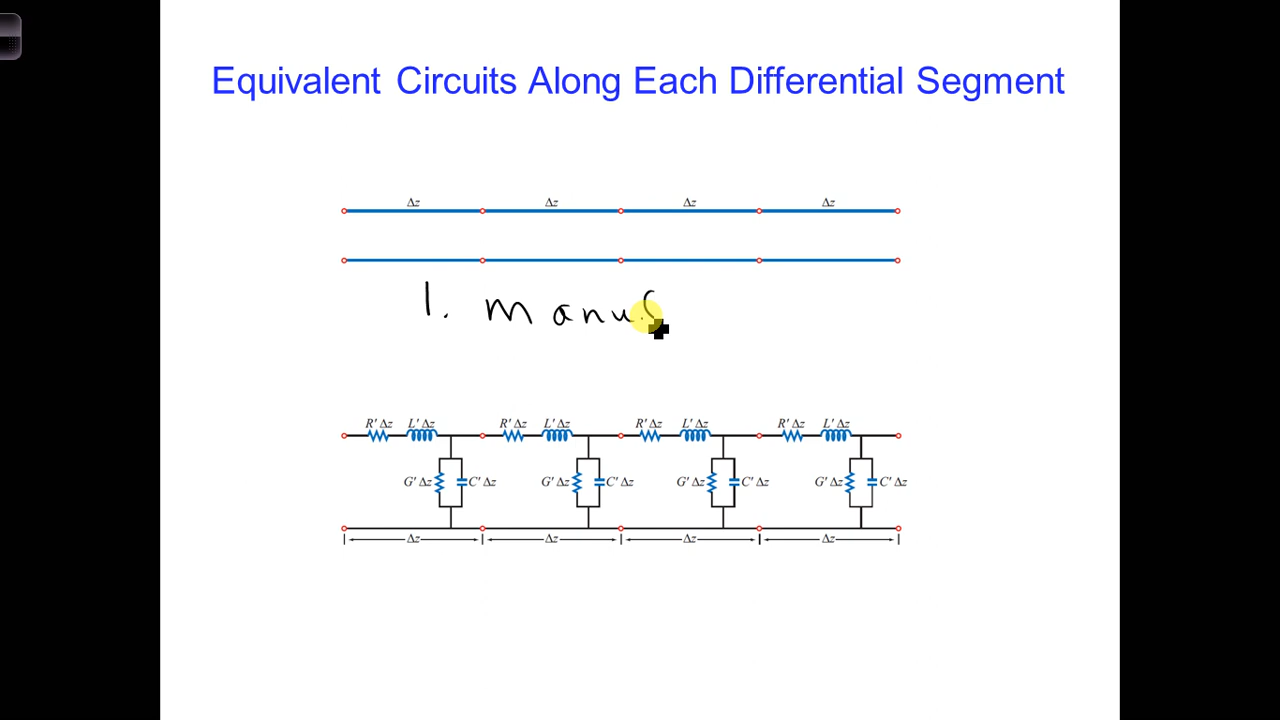 Equivalent Circuits Along Each Differential Segment
Δz Δz Δz Δz
1. manuf
R' Δz L' Δz R' Δz L' Δz R' Δz L' Δz R' Δz L' Δz
G' Δz C' Δz G' Δz C' Δz G' Δz C' Δz G' Δz C' Δz
Δz Δz Δz Δz